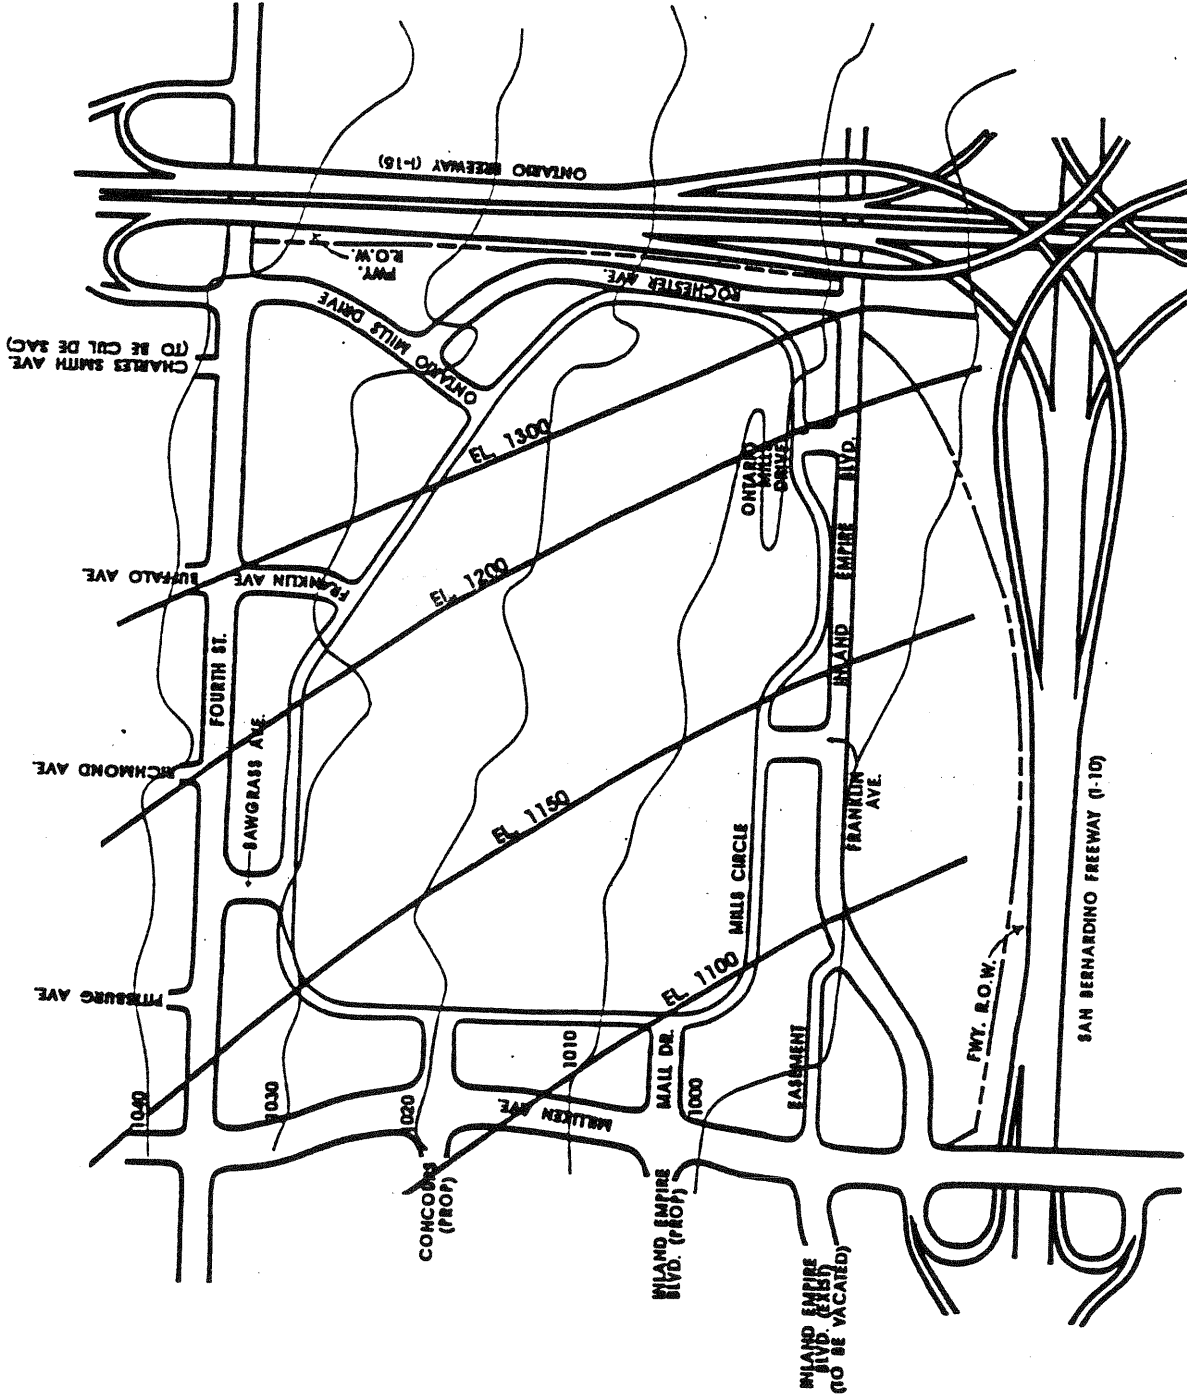 ONTARIO FREEWAY (I-15)
FWY.
R.O.W.
ROCHESTER AVE.
ONTARIO MILLS DRIVE
ONTARIO
CHARLES SMITH AVE.
(TO BE CUL DE SAC)
EL. 1300
ONTARIO
MILLS
DRIVE
BUFFALO AVE.
FRANKLIN AVE
EL. 1200
INLAND EMPIRE BLVD.
FOURTH ST.
SAWGRASS AVE.
RICHMOND AVE.
EL. 1150
FRANKLIN
AVE.
MILLS CIRCLE
SAN BERNARDINO FREEWAY (I-10)
EL. 1100
PITTSBURG AVE.
FWY. R.O.W.
1040
1030
1020
1010
1000
MALL DR.
EASEMENT
MILLIKEN AVE.
CONCOURS
(PROP)
INLAND EMPIRE
BLVD. (PROP)
INLAND EMPIRE
BLVD. (EXIST)
(TO BE VACATED)